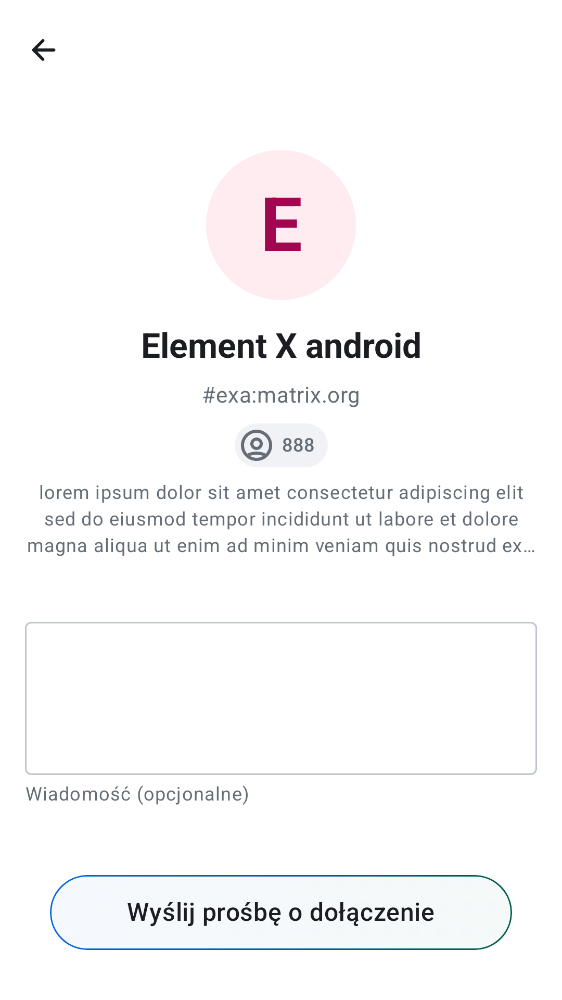 E
Element X android
#exa:matrix.org
888
lorem ipsum dolor sit amet consectetur adipiscing elit
sed do eiusmod tempor incididunt ut labore et dolore
magna aliqua ut enim ad minim veniam quis nostrud ex…
Wiadomość (opcjonalne)
Wyślij prośbę o dołączenie